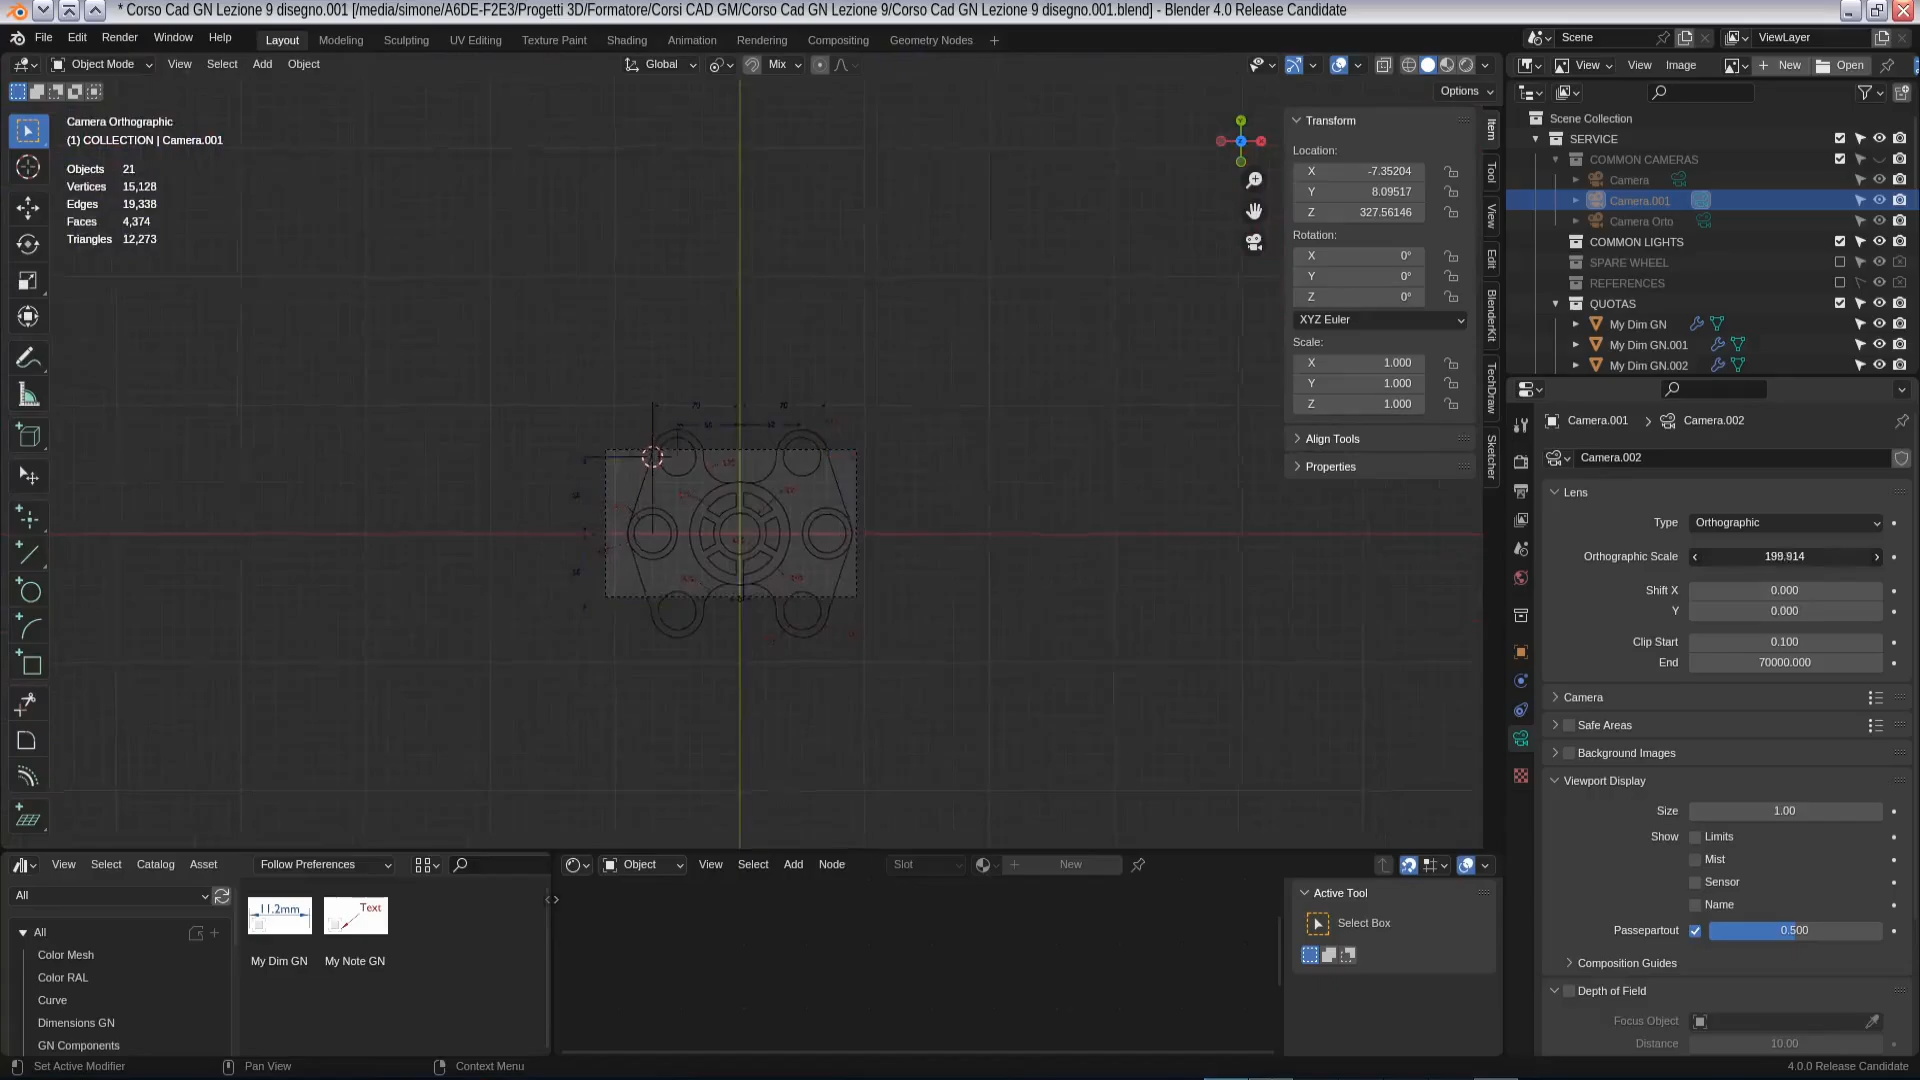 * Corso Cad GN Lezione 9 disegno.001 [/media/simone/A6DE-F2E3/Progetti 3D/Formatore/Corsi CAD GM/Corso Cad GN Lezione 9/Corso Cad GN Lezione 9 disegno.001.blend] - Blender 4.0 Release Candidate
File Edit Render Window Help Layout Modeling Sculpting UV Editing Texture Paint Shading Animation Rendering Compositing Geometry Nodes + Scene ViewLayer
Object Mode View Select Add Object Global Mix View View Image New Open
Options
Camera Orthographic
(1) COLLECTION | Camera.001
Objects 21
Vertices 15,128
Edges 19,338
Faces 4,374
Triangles 12,273
Transform
Location:
X -7.35204
Y 8.09517
Z 327.56146
Rotation:
X 0°
Y 0°
Z 0°
XYZ Euler
Scale:
X 1.000
Y 1.000
Z 1.000
Align Tools
Properties
Item
Tool
View
Edit
BlenderKit
TechDraw
Sketcher
70 70
Scene Collection
SERVICE
COMMON CAMERAS
Camera
Camera.001
Camera Orto
COMMON LIGHTS
SPARE WHEEL
REFERENCES
QUOTAS
My Dim GN
My Dim GN.001
My Dim GN.002
Camera.001 Camera.002
Camera.002
Lens
Type Orthographic
Orthographic Scale 199.914
Shift X 0.000
Y 0.000
Clip Start 0.100
End 70000.000
Camera
Safe Areas
Background Images
Viewport Display
Size 1.00
Show Limits
Mist
Sensor
Name
Passepartout 0.500
Composition Guides
Depth of Field
Focus Object
Distance 10.00
View Select Catalog Asset Follow Preferences
All
All
Color Mesh
Color RAL
Curve
Dimensions GN
GN Components
11.2mm
Text
My Dim GN My Note GN
Object View Select Add Node Slot New
Active Tool
Select Box
Set Active Modifier Pan View Context Menu 4.0.0 Release Candidate